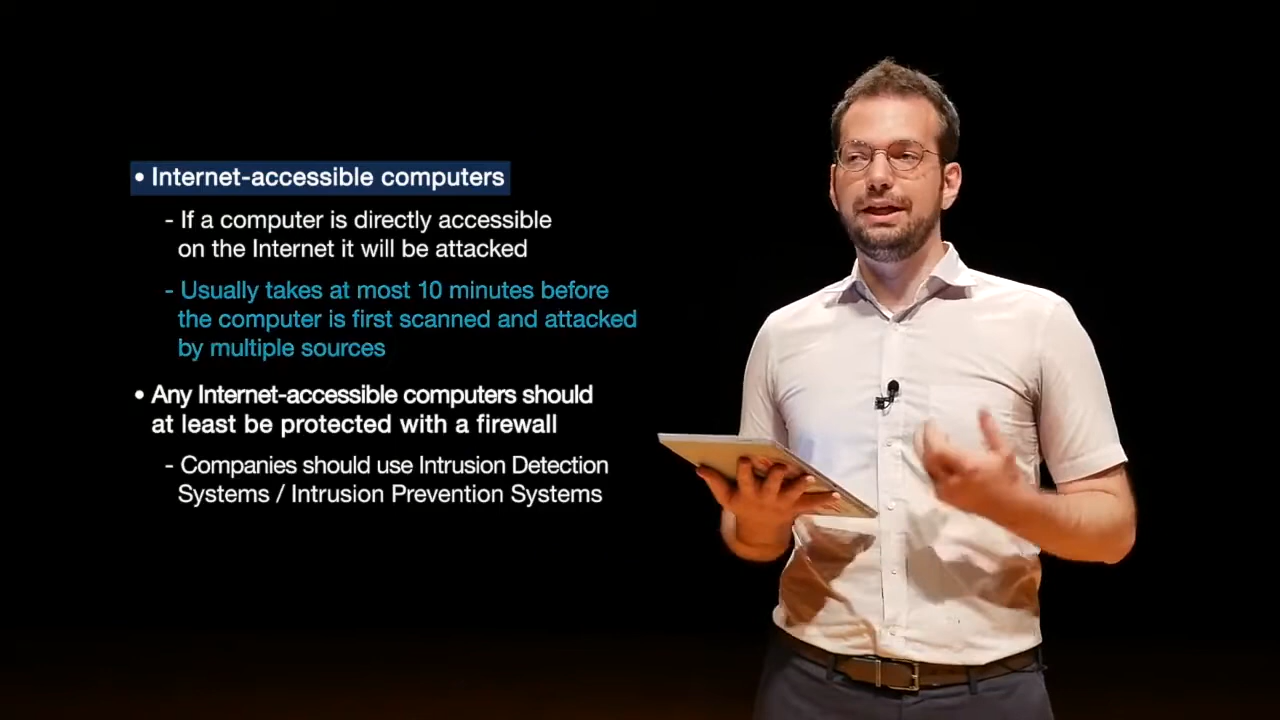 • Internet-accessible computers
- If a computer is directly accessible
on the Internet it will be attacked
- Usually takes at most 10 minutes before
the computer is first scanned and attacked
by multiple sources
• Any Internet-accessible computers should
at least be protected with a firewall
- Companies should use Intrusion Detection
Systems / Intrusion Prevention Systems